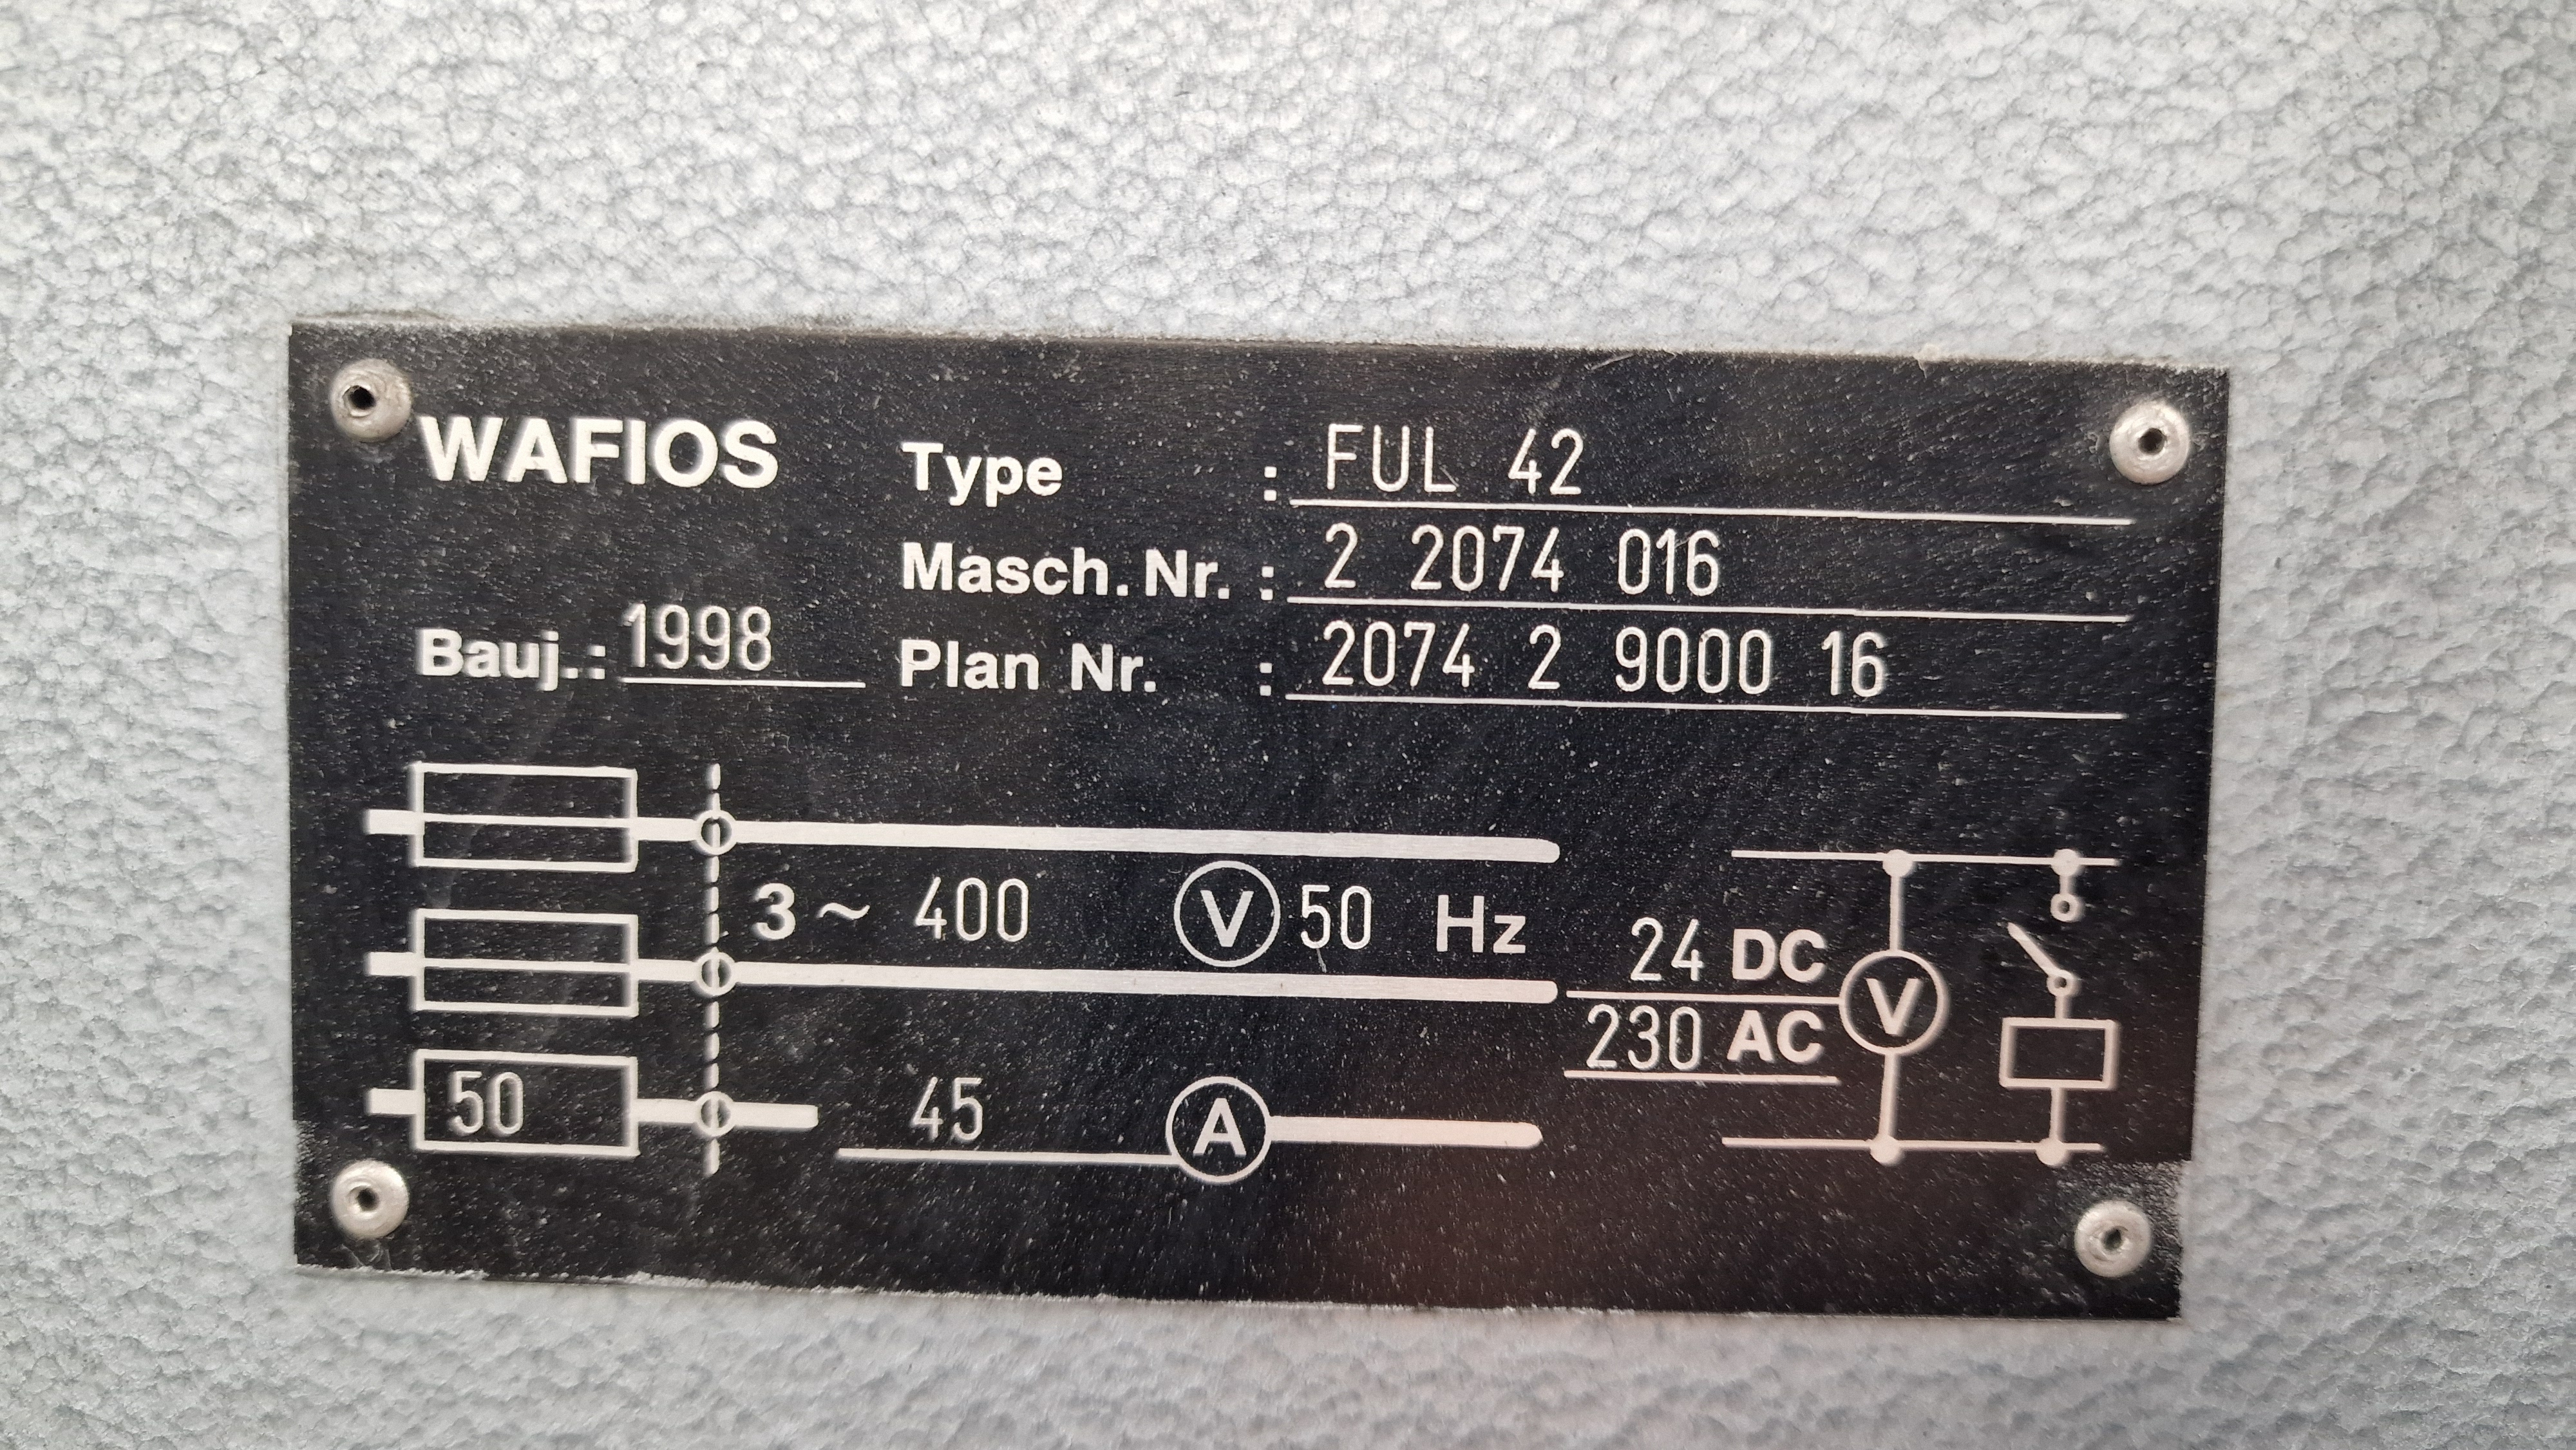 WAFIOS Type : FUL 42
Masch. Nr. : 2 2074 016
Bauj.: 1998 Plan Nr. : 2074 2 9000 16
3 ~ 400 V 50 Hz
24 DC
V
230 AC
50 45 A